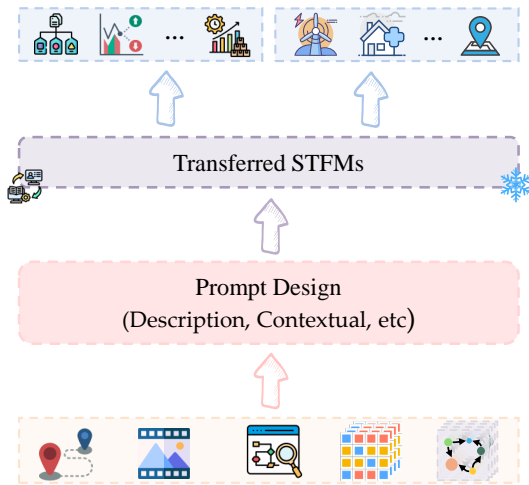 ...
...
Transferred STFMs
Prompt Design
(Description, Contextual, etc)